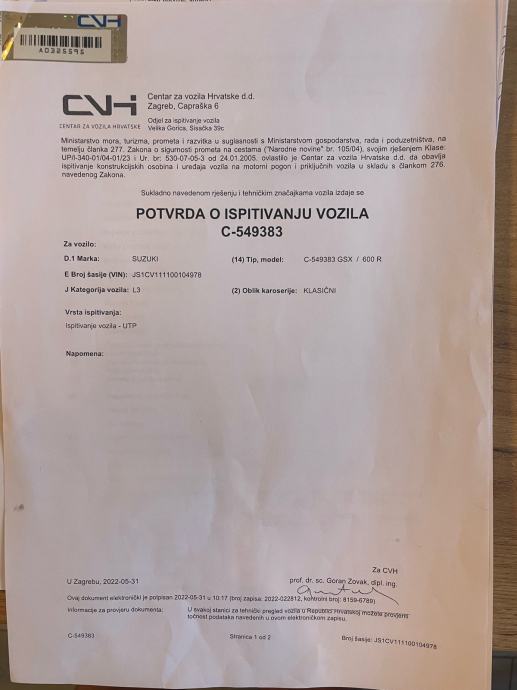 CVH
A0325595
CVH
CENTAR ZA VOZILA HRVATSKE
Centar za vozila Hrvatske d.d.
Zagreb, Capraška 6
Odjel za ispitivanje vozila
Velika Gorica, Sisačka 39c
Ministarstvo mora, turizma, prometa i razvitka u suglasnosti s Ministarstvom gospodarstva, rada i poduzetništva, na
temelju članka 277. Zakona o sigurnosti prometa na cestama ("Narodne novine" br. 105/04), svojim rješenjem Klase:
UP/I-340-01/04-01/23 i Ur. br: 530-07-05-3 od 24.01.2005. ovlastilo je Centar za vozila Hrvatske d.d. da obavlja
ispitivanje konstrukcijskih osobina i uređaja vozila na motorni pogon i priključnih vozila u skladu s člankom 276.
navedenog Zakona.
Sukladno navedenom rješenju i tehničkim značajkama vozila izdaje se
POTVRDA O ISPITIVANJU VOZILA
C-549383
Za vozilo:
D.1 Marka: SUZUKI (14) Tip, model: C-549383 GSX / 600 R
E Broj šasije (VIN): JS1CV111100104978
J Kategorija vozila: L3 (2) Oblik karoserije: KLASIČNI
Vrsta ispitivanja:
Ispitivanje vozila - UTP
Napomena:
Za CVH
U Zagrebu, 2022-05-31 prof. dr. sc. Goran Zovak, dipl. ing.
Ovaj dokument elektronički je potpisan 2022-05-31 u 10:17 (broj zapisa: 2022-022812, kontrolni broj: 8159-6789)
Informacije za provjeru dokumenta: U svakoj stanici za tehnički pregled vozila u Republici Hrvatskoj možete provjeriti
točnost podataka navedenih u ovom elektroničkom zapisu.
C-549383 Stranica 1 od 2 Broj šasije: JS1CV111100104978